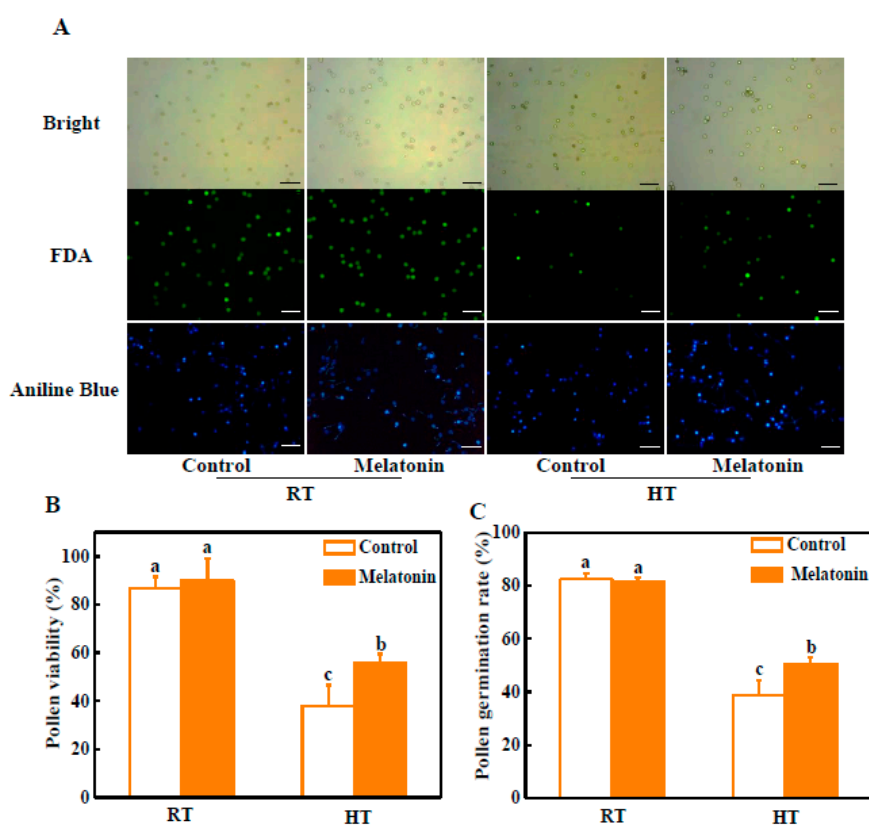 A
Bright
FDA
Aniline Blue
Control Melatonin Control Melatonin
RT HT
B
Pollen viability (%)
100
80
60
40
20
0
a a c b
Control
Melatonin
RT HT
C
Pollen germination rate (%)
100
80
60
40
20
0
a a c b
Control
Melatonin
RT HT